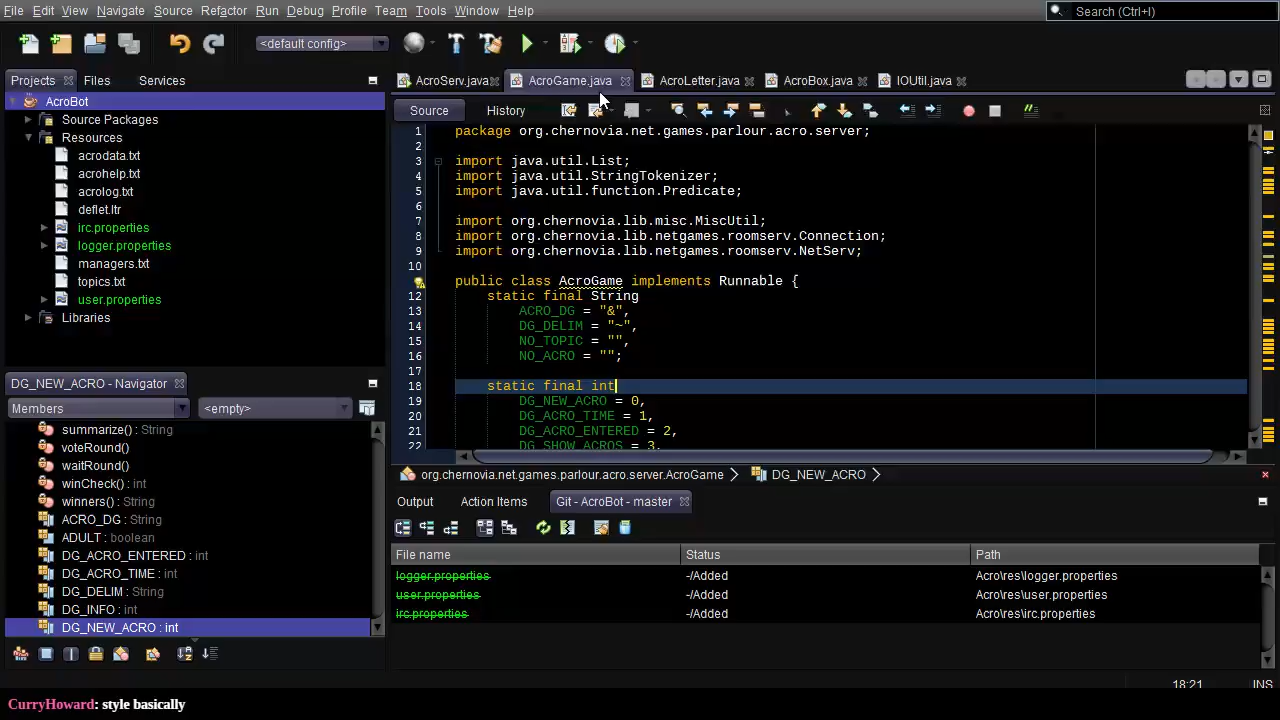 File Edit View Navigate Source Refactor Run Debug Profile Team Tools Window Help
Search (Ctrl+I)
<default config>
Projects Files Services
AcroBot
Source Packages
Resources
acrodata.txt
acrohelp.txt
acrolog.txt
deflet.ltr
irc.properties
logger.properties
managers.txt
topics.txt
user.properties
Libraries
DG_NEW_ACRO - Navigator
Members <empty>
summarize() : String
voteRound()
waitRound()
winCheck() : int
winners() : String
ACRO_DG : String
ADULT : boolean
DG_ACRO_ENTERED : int
DG_ACRO_TIME : int
DG_DELIM : String
DG_INFO : int
DG_NEW_ACRO : int
AcroServ.java AcroGame.java AcroLetter.java AcroBox.java IOUtil.java
Source History
1 package org.chernovia.net.games.parlour.acro.server;
2
3 import java.util.List;
4 import java.util.StringTokenizer;
5 import java.util.function.Predicate;
6
7 import org.chernovia.lib.misc.MiscUtil;
8 import org.chernovia.lib.netgames.roomserv.Connection;
9 import org.chernovia.lib.netgames.roomserv.NetServ;
10
public class AcroGame implements Runnable {
12 static final String
13 ACRO_DG = "&",
14 DG_DELIM = "~",
15 NO_TOPIC = "",
16 NO_ACRO = "";
17
18 static final int
19 DG_NEW_ACRO = 0,
20 DG_ACRO_TIME = 1,
21 DG_ACRO_ENTERED = 2,
22 DG_SHOW_ACROS = 3,
org.chernovia.net.games.parlour.acro.server.AcroGame DG_NEW_ACRO
Output Action Items Git - AcroBot - master
File name Status Path
logger.properties -/Added Acro\res\logger.properties
user.properties -/Added Acro\res\user.properties
irc.properties -/Added Acro\res\irc.properties
18:21 INS
CurryHoward: style basically